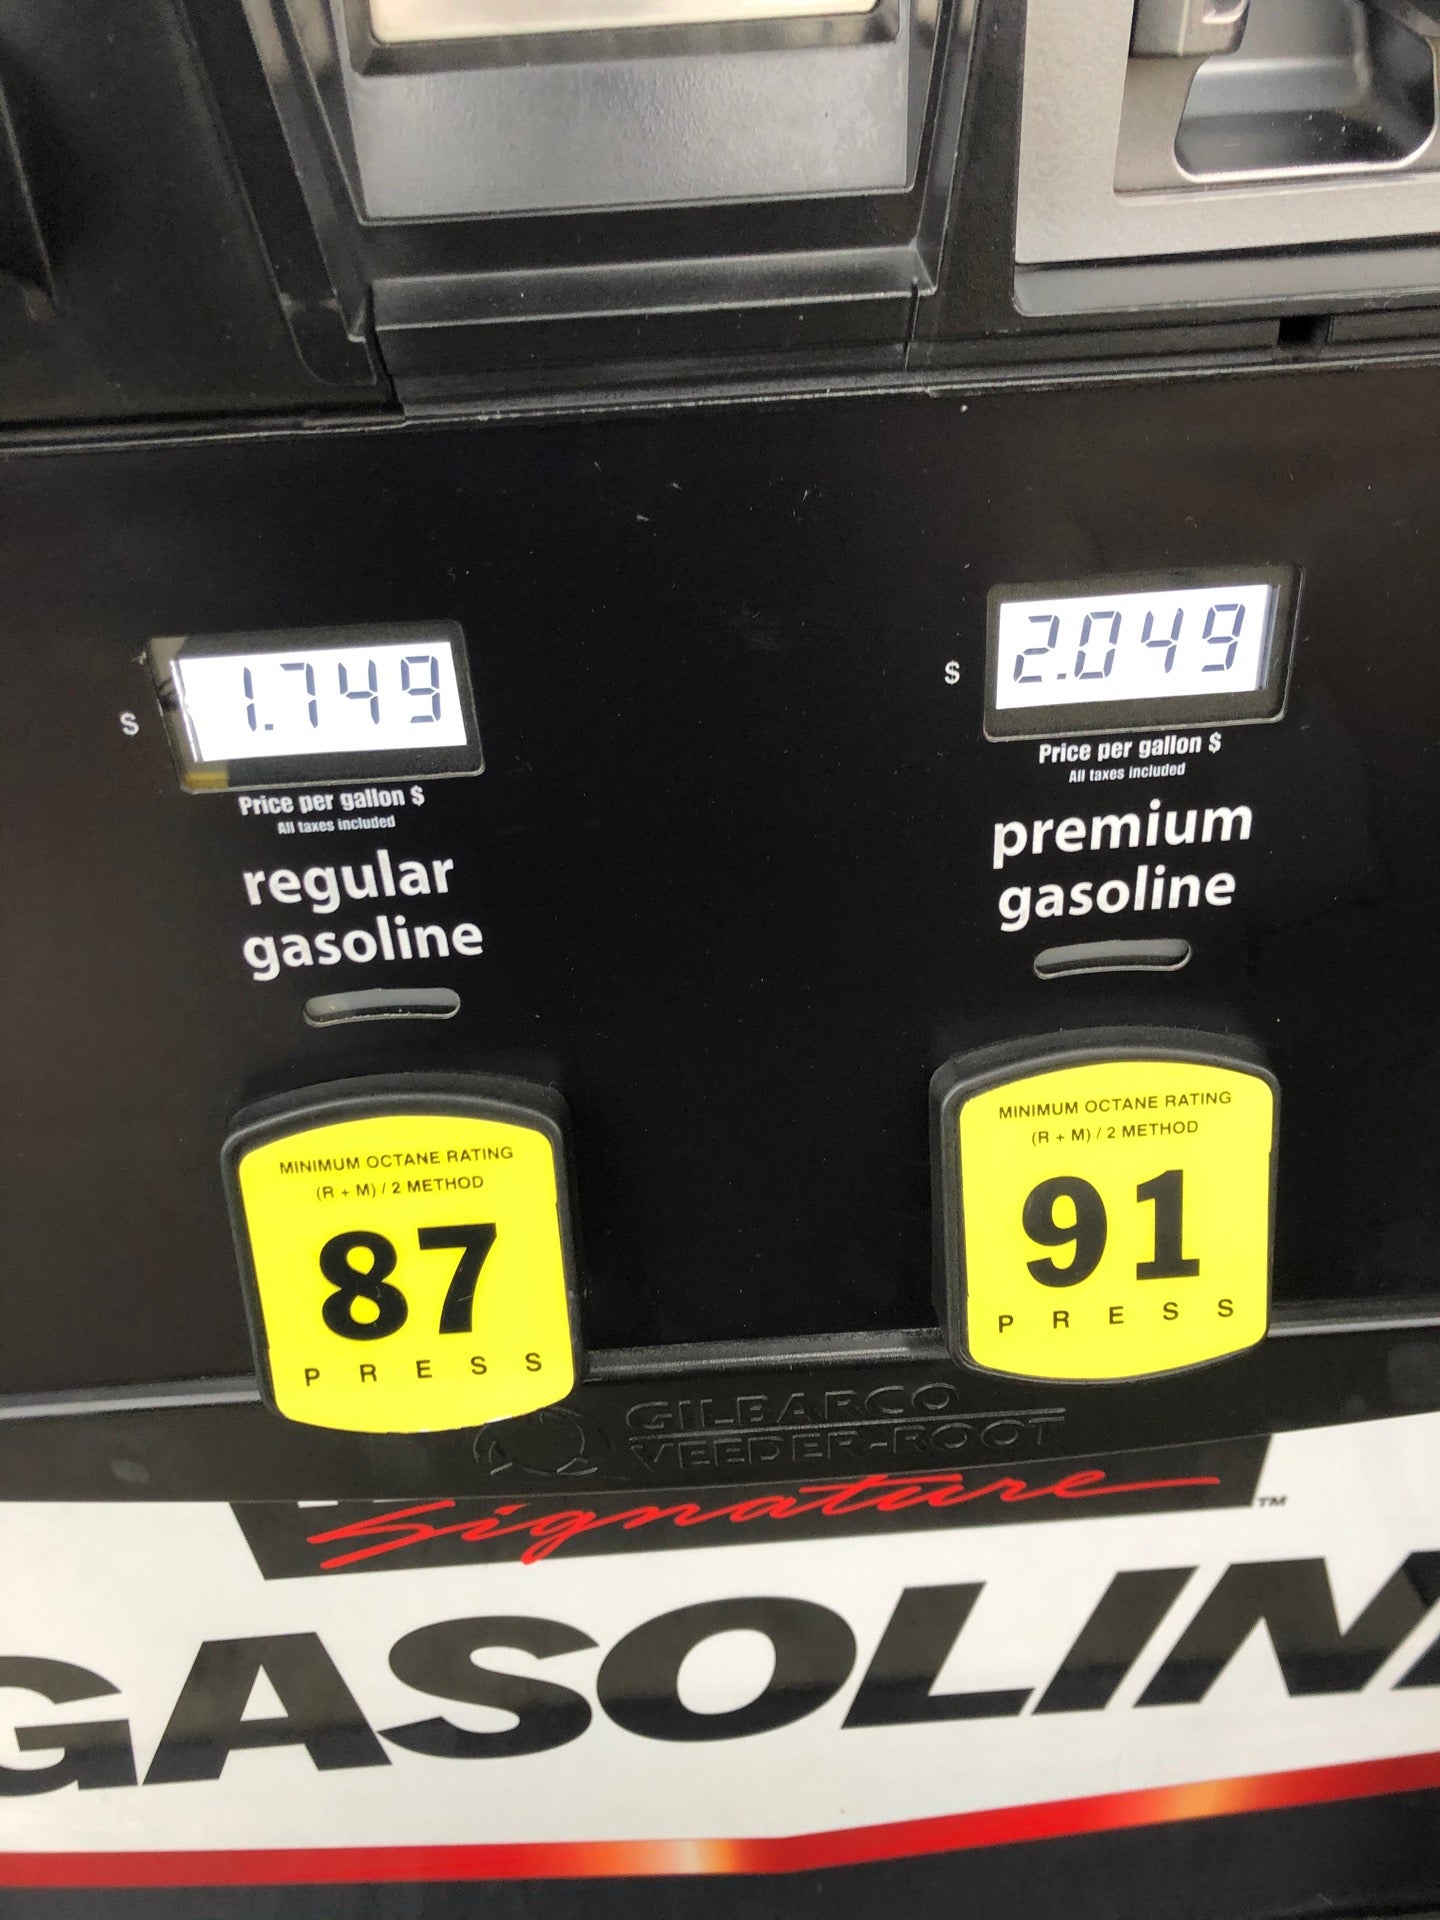 $ 1.749
Price per gallon $
All taxes included
regular
gasoline
MINIMUM OCTANE RATING
(R + M) / 2 METHOD
87
PRESS
$ 2.049
Price per gallon $
All taxes included
premium
gasoline
MINIMUM OCTANE RATING
(R + M) / 2 METHOD
91
PRESS
GILBARCO
VEEDER-ROOT
Signature ™
GASOLIN